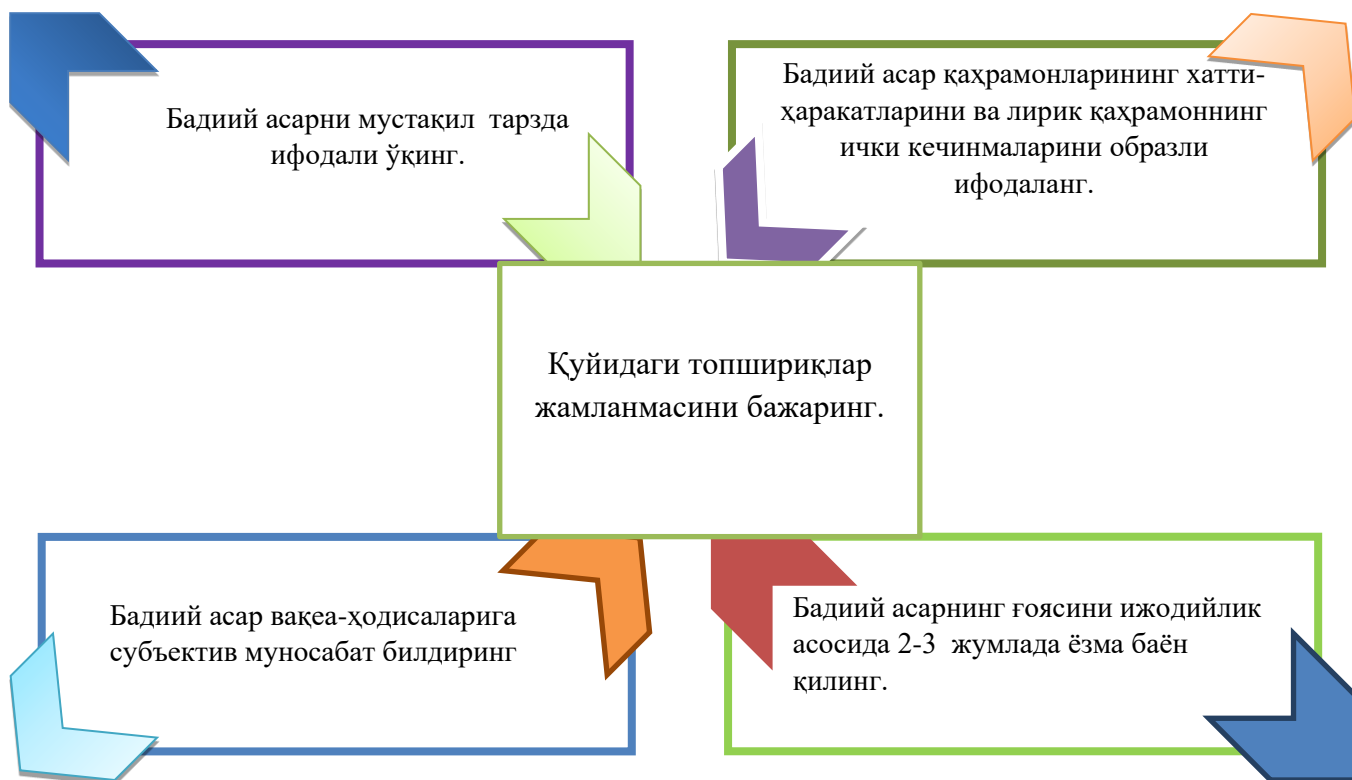 Бадиий асарни мустақил тарзда
ифодали ўқинг.
Бадиий асар қаҳрамонларининг хатти-
ҳаракатларини ва лирик қаҳрамоннинг
ички кечинмаларини образли
ифодаланг.
Қуйидаги топшириқлар
жамланмасини бажаринг.
Бадиий асар вақеа-ҳодисаларига
субъектив муносабат билдиринг
Бадиий асарнинг ғоясини ижодийлик
асосида 2-3 жумлада ёзма баён
қилинг.